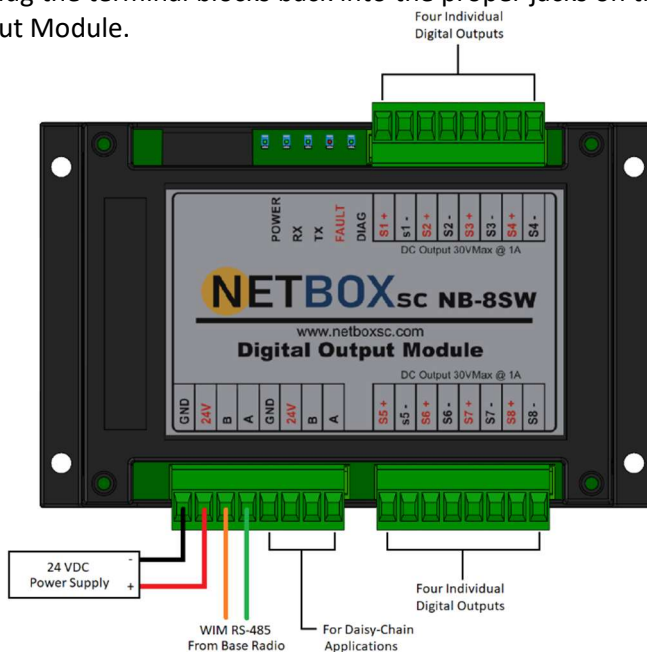 ug the terminal blocks back into the proper jacks on t
ut Module.
Four Individual
Digital Outputs
POWER
RX
TX
FAULT
DIAG
S1 +
s1 -
S2 +
S2 -
S3 +
S3 -
S4 +
S4 -
DC Output 30VMax @ 1A
NETBOXsc NB-8SW
www.netboxsc.com
Digital Output Module
DC Output 30VMax @ 1A
GND
24V
B
A
GND
24V
B
A
S5 +
s5 -
S6 +
S6 -
S7 +
S7 -
S8 +
S8 -
24 VDC
Power Supply
-
+
WIM RS-485
From Base Radio
For Daisy-Chain
Applications
Four Individual
Digital Outputs